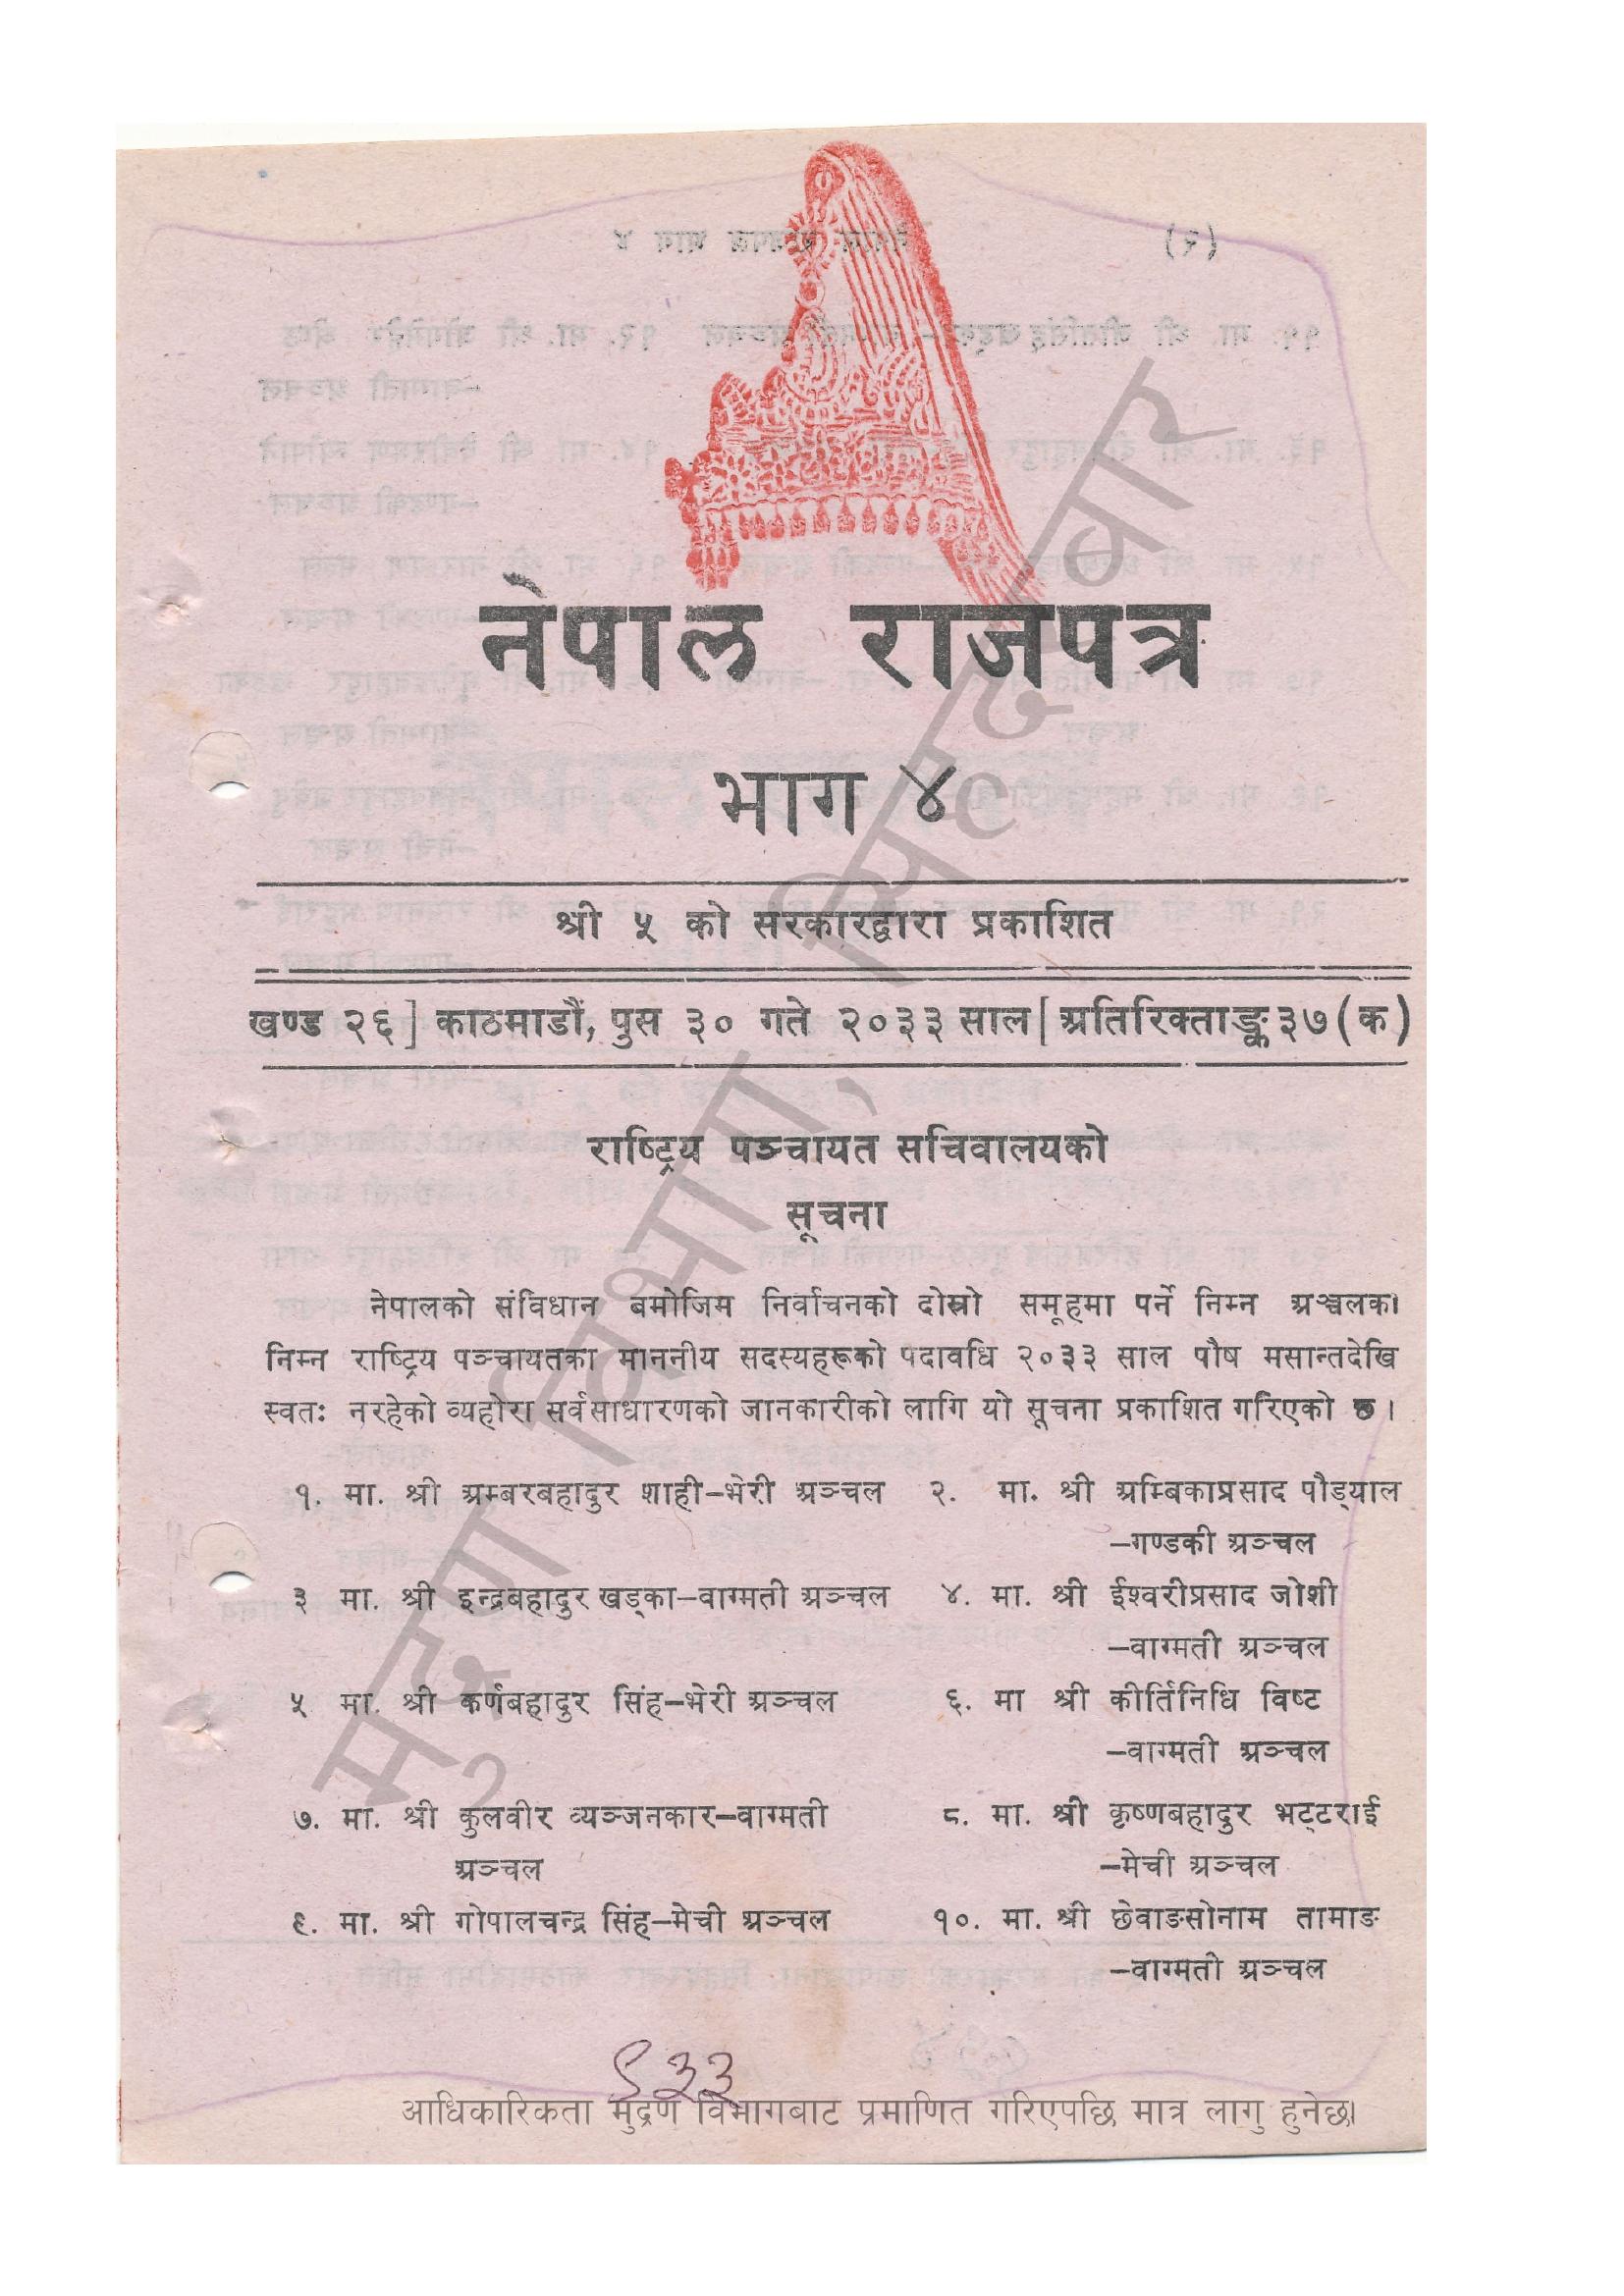 नेपाल राजपत्र
भाग ४
श्री ५ को सरकारद्वारा प्रकाशित
खण्ड २६] काठमाडौं, पुस ३० गते २०३३ साल [ अतिरिक्ताङ्क ३७ (क)
राष्ट्रिय पञ्चायत सचिवालयको
सूचना
नेपालको संविधान बमोजिम निर्वाचनको दोस्रो समूहमा पर्ने निम्न अञ्चलका
निम्न राष्ट्रिय पञ्चायतका माननीय सदस्यहरूको पदावधि २०३३ साल पौष मसान्तदेखि
स्वतः नरहेको व्यहोरा सर्वसाधारणको जानकारीको लागि यो सूचना प्रकाशित गरिएको छ ।
१. मा. श्री अम्बरबहादुर शाही–भेरी अञ्चल २. मा. श्री अम्बिकाप्रसाद पौड्याल
–गण्डकी अञ्चल
३ मा. श्री इन्द्रबहादुर खड्का–वाग्मती अञ्चल ४. मा. श्री ईश्वरीप्रसाद जोशी
–वाग्मती अञ्चल
५ मा. श्री कर्णबहादुर सिंह–भेरी अञ्चल ६. मा श्री कीर्तिनिधि विष्ट
–वाग्मती अञ्चल
७. मा. श्री कुलवीर व्यञ्जनकार–वाग्मती ८. मा. श्री कृष्णबहादुर भट्टराई
अञ्चल –मेची अञ्चल
९. मा. श्री गोपालचन्द्र सिंह–मेची अञ्चल १०. मा. श्री छेवाङसोनाम तामाङ
–वाग्मती अञ्चल
९३३
आधिकारिकता मुद्रण विभागबाट प्रमाणित गरिएपछि मात्र लागु हुनेछ।
मुद्रण विभाग, सिंहदरवार